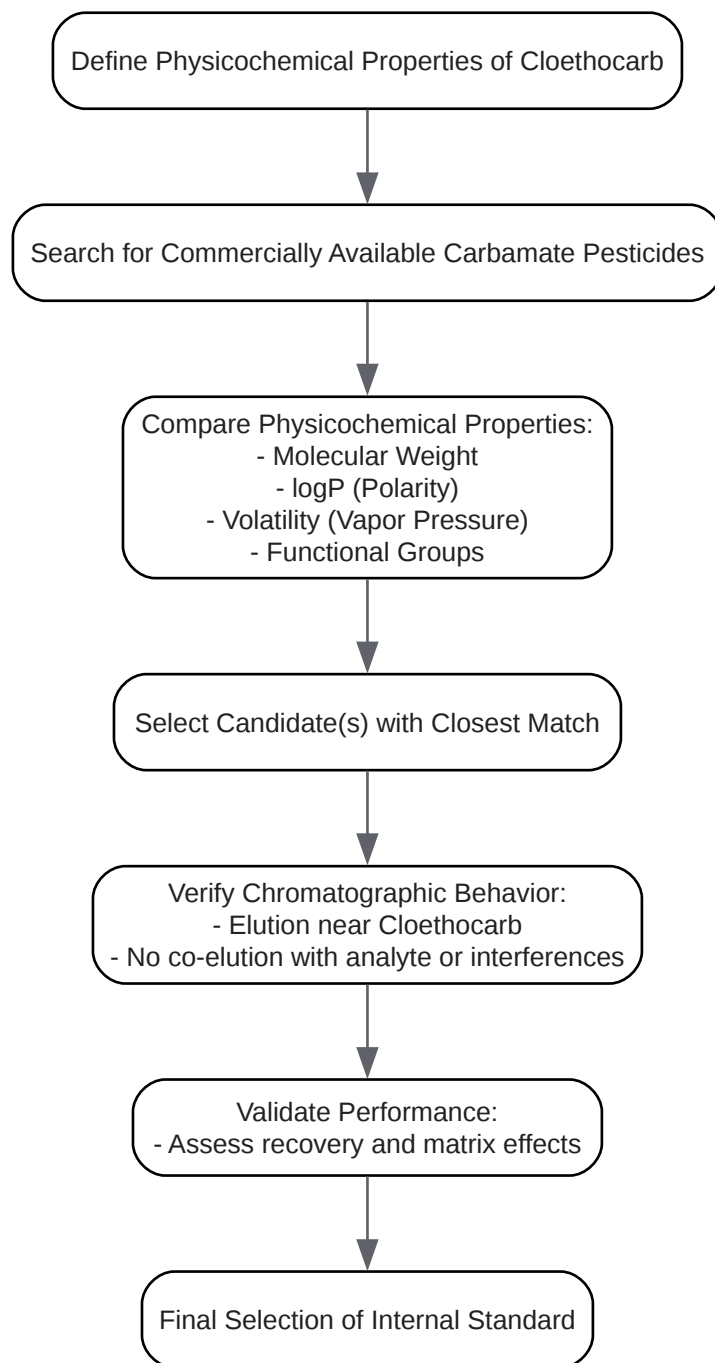 Define Physicochemical Properties of Cloethocarb
Search for Commercially Available Carbamate Pesticides
Compare Physicochemical Properties:
- Molecular Weight
- logP (Polarity)
- Volatility (Vapor Pressure)
- Functional Groups
Select Candidate(s) with Closest Match
Verify Chromatographic Behavior:
- Elution near Cloethocarb
- No co-elution with analyte or interferences
Validate Performance:
- Assess recovery and matrix effects
Final Selection of Internal Standard